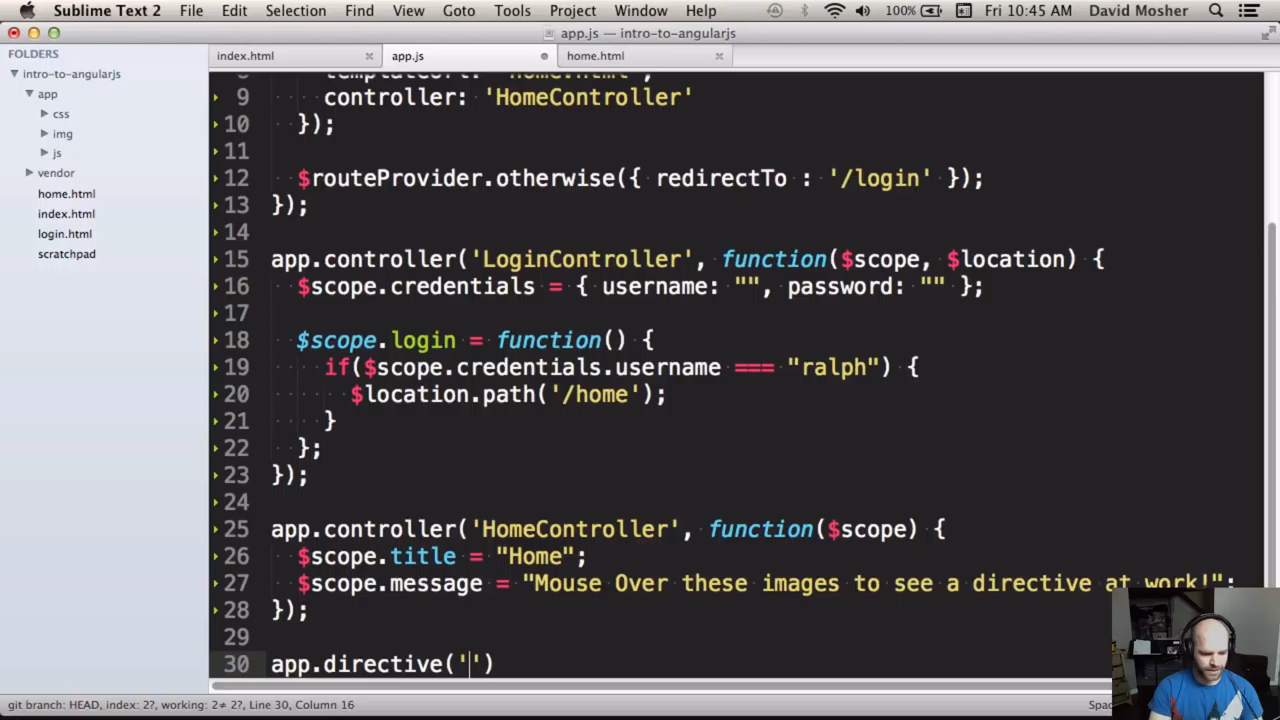 Sublime Text 2 File Edit Selection Find View Goto Tools Project Window Help 100% Fri 10:45 AM David Mosher
app.js — intro-to-angularjs
FOLDERS
intro-to-angularjs
app
css
img
js
vendor
home.html
index.html
login.html
scratchpad
index.html app.js home.html
9 controller: 'HomeController'
10 });
11
12 $routeProvider.otherwise({ redirectTo : '/login' });
13 });
14
15 app.controller('LoginController', function($scope, $location) {
16 $scope.credentials = { username: "", password: "" };
17
18 $scope.login = function() {
19 if($scope.credentials.username === "ralph") {
20 $location.path('/home');
21 }
22 };
23 });
24
25 app.controller('HomeController', function($scope) {
26 $scope.title = "Home";
27 $scope.message = "Mouse Over these images to see a directive at work!";
28 });
29
30 app.directive('')
git branch: HEAD, index: 2?, working: 2≠ 2?, Line 30, Column 16